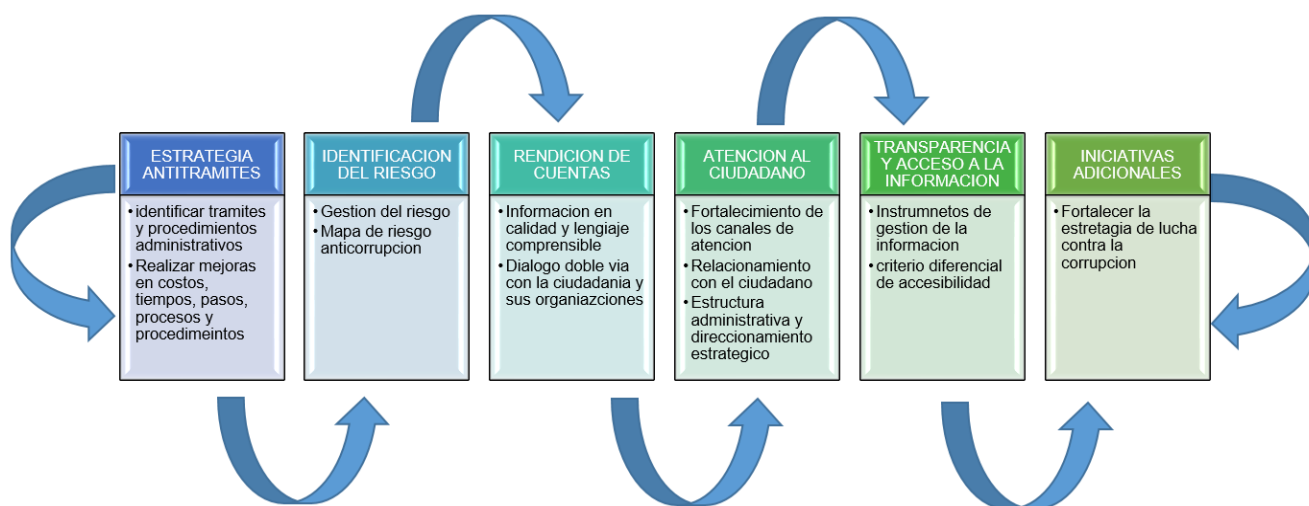 ESTRATEGIA
ANTITRAMITES
• identificar tramites
y procedimientos
administrativos
• Realizar mejoras
en costos,
tiempos, pasos,
procesos y
procedimeintos
IDENTIFICACION
DEL RIESGO
• Gestion del riesgo
• Mapa de riesgo
anticorrupcion
RENDICION DE
CUENTAS
• Informacion en
calidad y lengiaje
comprensible
• Dialogo doble via
con la ciudadania y
sus organiazciones
ATENCION AL
CIUDADANO
• Fortalecimiento de
los canales de
atencion
• Relacionamiento
con el ciudadano
• Estructura
administrativa y
direccionamiento
estrategico
TRANSPARENCIA
Y ACCESO A LA
INFORMACION
• Instrumnetos de
gestion de la
informacion
• criterio diferencial
de accesibilidad
INICIATIVAS
ADICIONALES
• Fortalecer la
estretagia de lucha
contra la
corrupcion